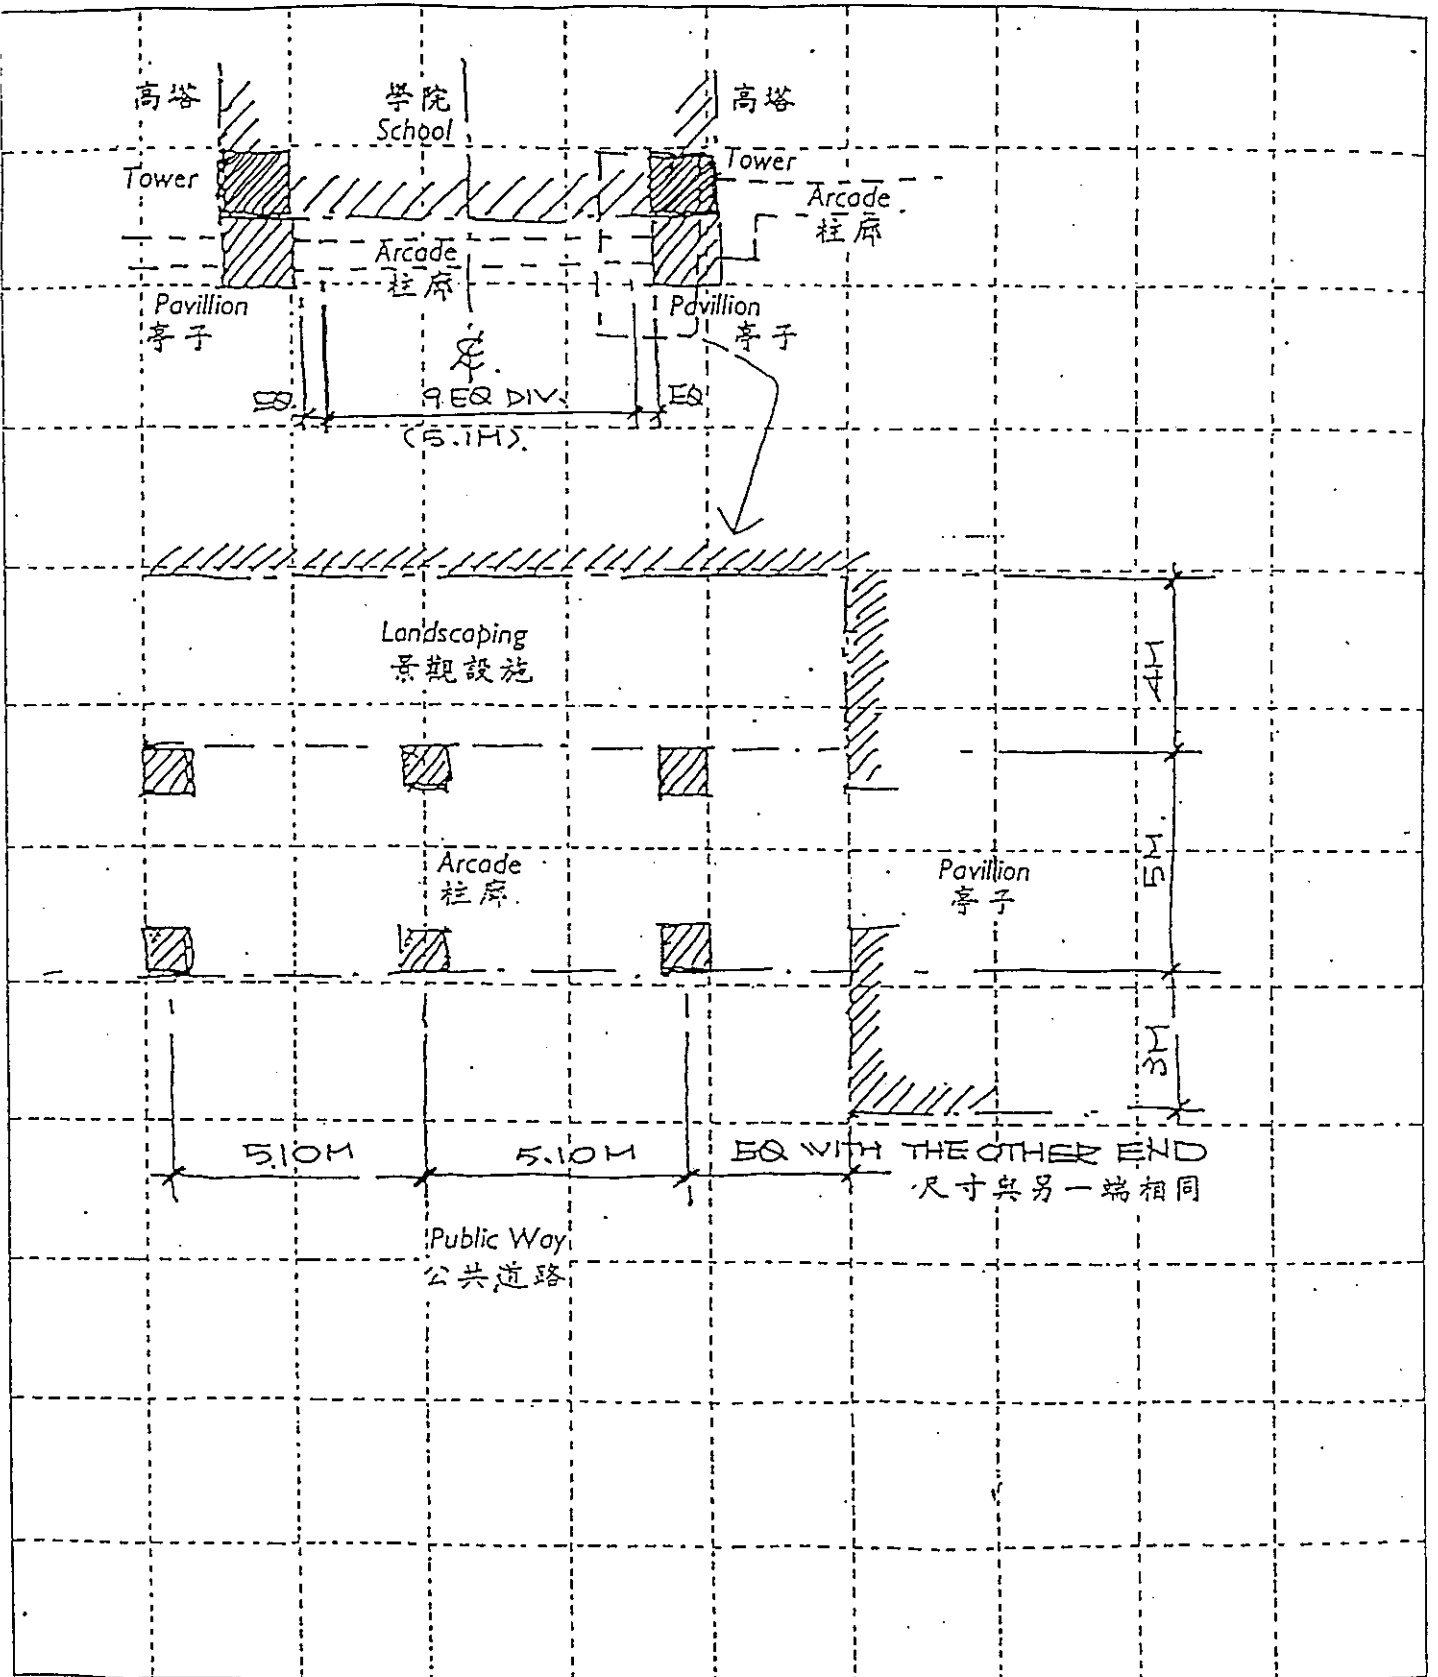 高塔
學院
School
高塔
Tower
Tower
Arcade
柱廊
Arcade
柱廊
Pavillion
亭子
Pavillion
亭子
℄
EQ.
9 EQ DIV.
EQ
(5.1M).
Landscaping
景觀設施
4M
Arcade
柱廊
Pavillion
亭子
5M
3M
5.10M
5.10M
EQ WITH THE OTHER END
尺寸與另一端相同
Public Way
公共道路